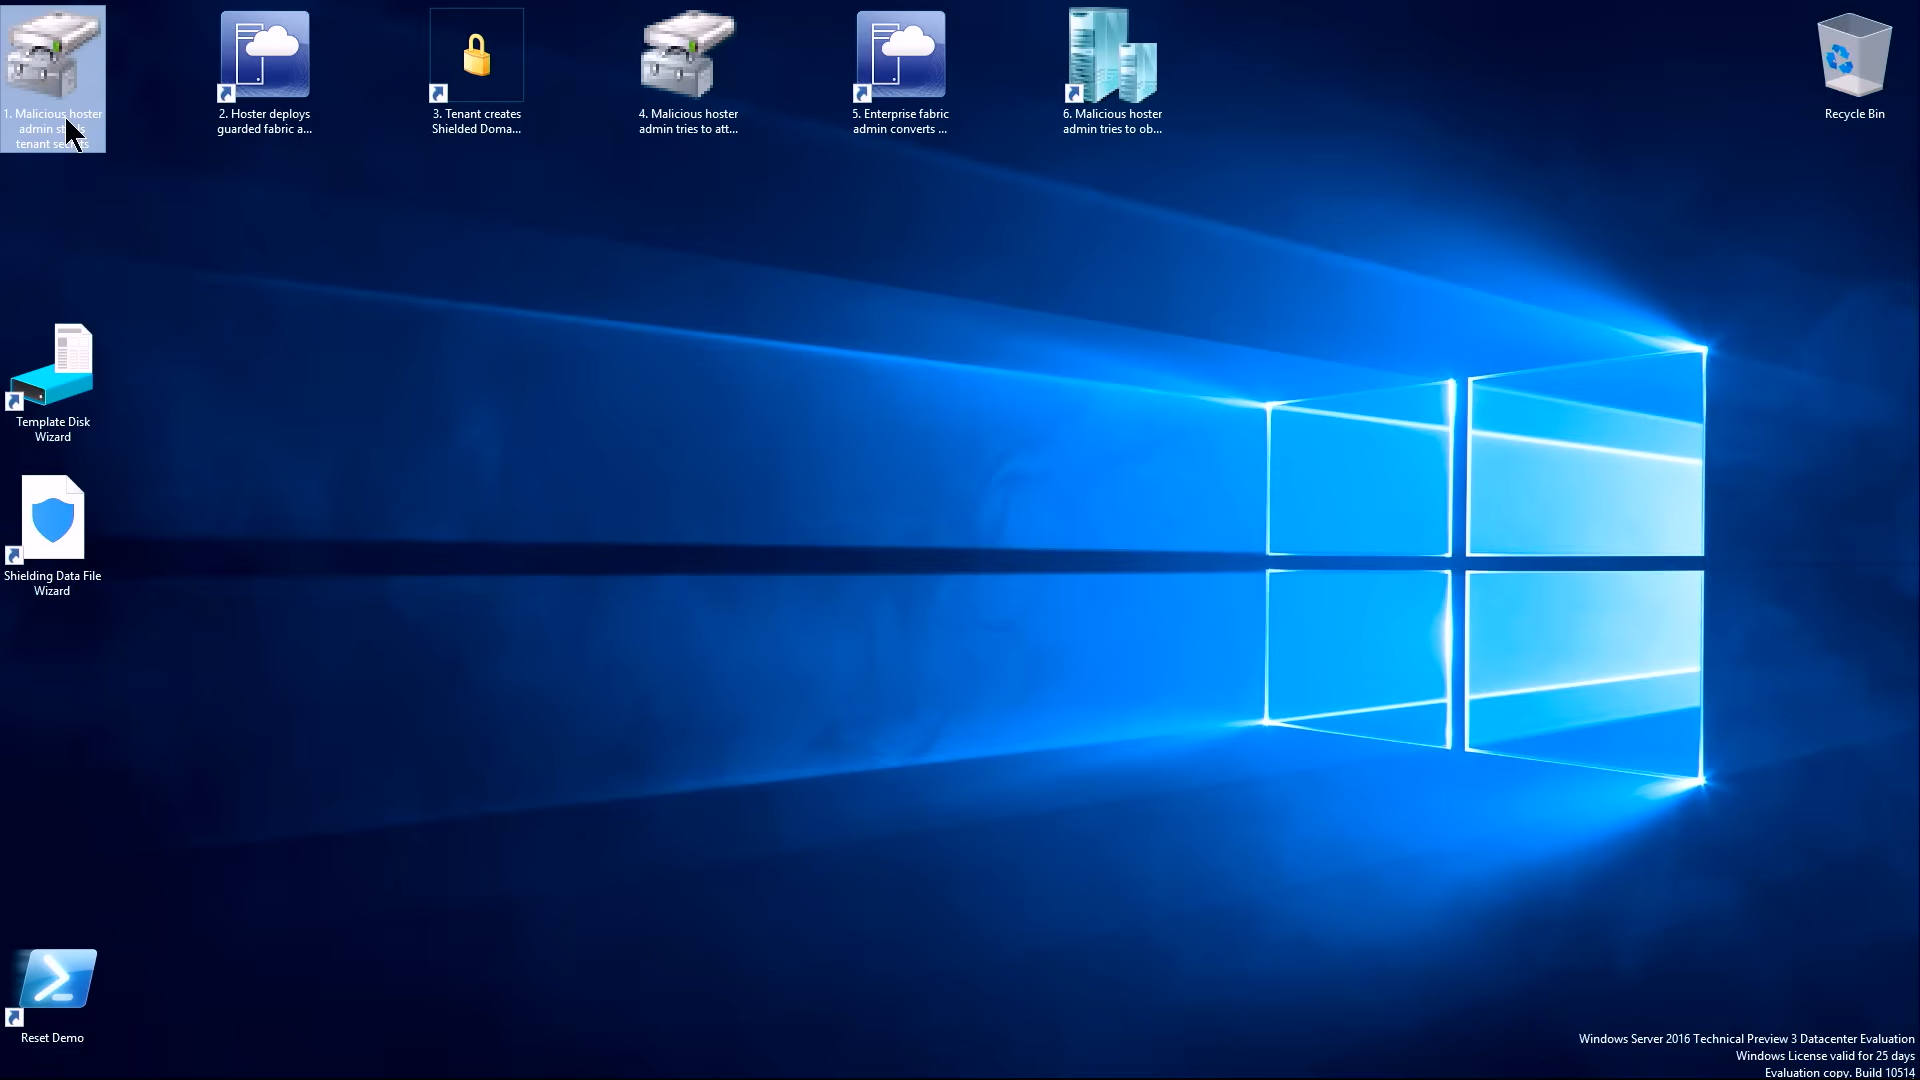 1. Malicious hoster
admin
tenant
2. Hoster deploys
guarded fabric a...
3. Tenant creates
Shielded Doma...
4. Malicious hoster
admin tries to att...
5. Enterprise fabric
admin converts ...
6. Malicious hoster
admin tries to ob...
Recycle Bin
Template Disk
Wizard
Shielding Data File
Wizard
Reset Demo
Windows Server 2016 Technical Preview 3 Datacenter Evaluation
Windows License valid for 25 days
Evaluation copy. Build 10514